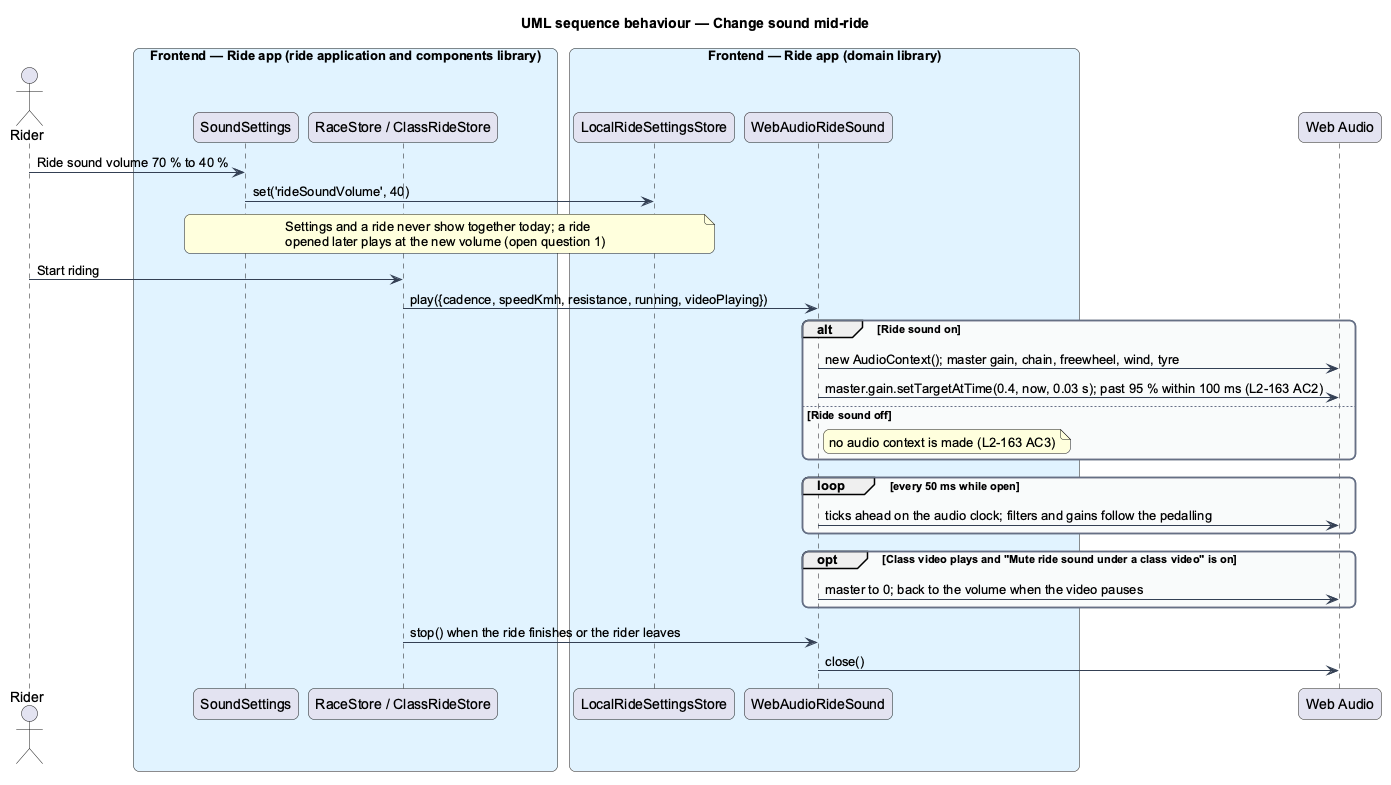 UML sequence behaviour — Change sound mid-ride
Frontend — Ride app (ride application and components library)
Frontend — Ride app (domain library)
Rider
SoundSettings
RaceStore / ClassRideStore
LocalRideSettingsStore
WebAudioRideSound
Web Audio
Ride sound volume 70 % to 40 %
set('rideSoundVolume', 40)
Settings and a ride never show together today; a ride
opened later plays at the new volume (open question 1)
Start riding
play({cadence, speedKmh, resistance, running, videoPlaying})
alt
[Ride sound on]
new AudioContext(); master gain, chain, freewheel, wind, tyre
master.gain.setTargetAtTime(0.4, now, 0.03 s); past 95 % within 100 ms (L2-163 AC2)
[Ride sound off]
no audio context is made (L2-163 AC3)
loop
[every 50 ms while open]
ticks ahead on the audio clock; filters and gains follow the pedalling
opt
[Class video plays and "Mute ride sound under a class video" is on]
master to 0; back to the volume when the video pauses
stop() when the ride finishes or the rider leaves
close()
Rider
SoundSettings
RaceStore / ClassRideStore
LocalRideSettingsStore
WebAudioRideSound
Web Audio